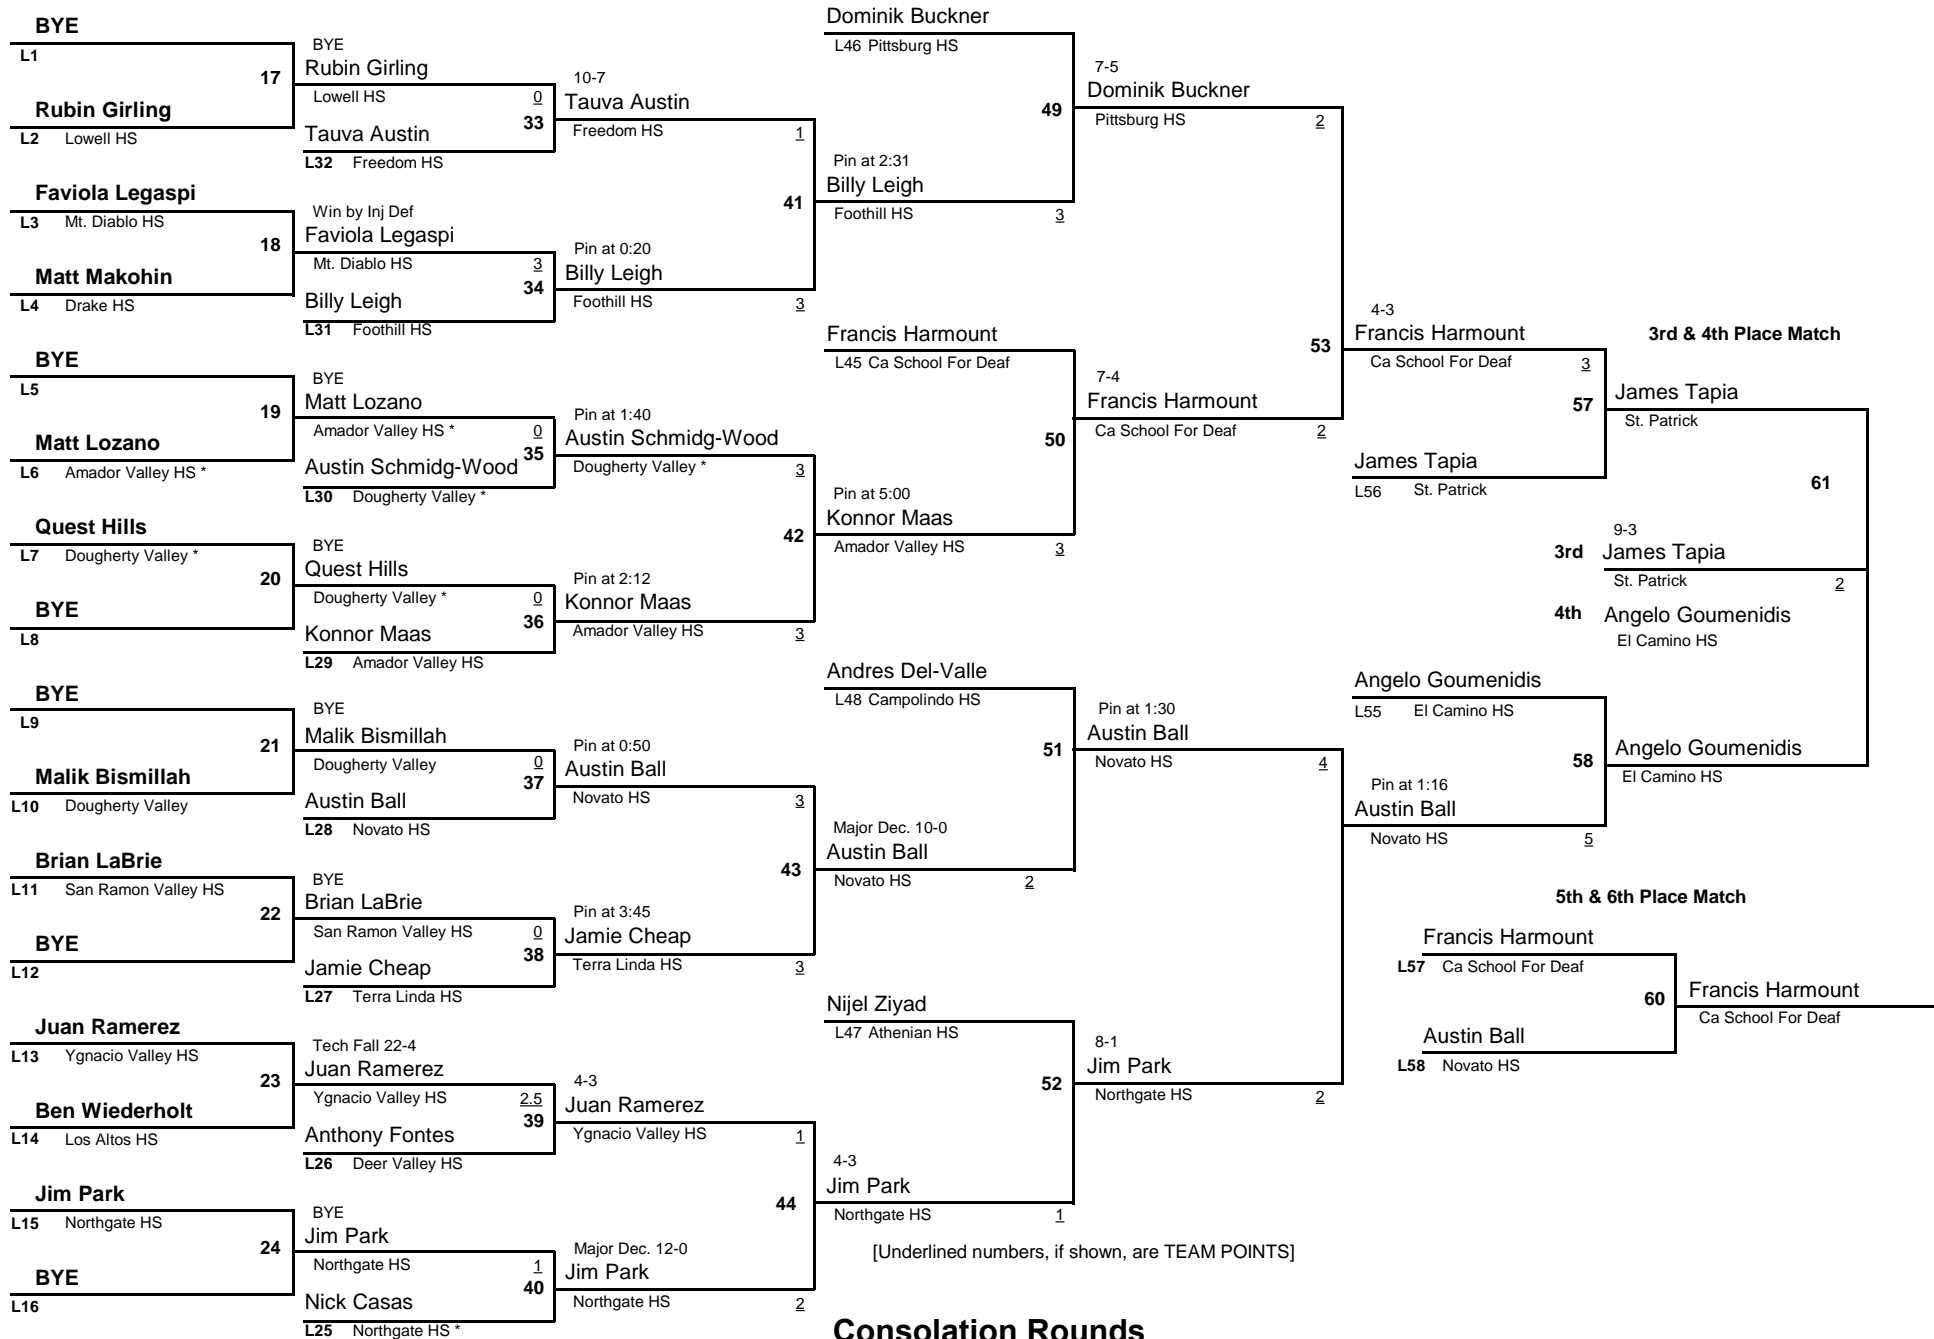 BYE
L1
17
Rubin Girling
L2 Lowell HS
Faviola Legaspi
L3 Mt. Diablo HS
18
Matt Makohin
L4 Drake HS
BYE
L5
19
Matt Lozano
L6 Amador Valley HS *
Quest Hills
L7 Dougherty Valley *
20
BYE
L8
BYE
L9
21
Malik Bismillah
L10 Dougherty Valley
Brian LaBrie
L11 San Ramon Valley HS
22
BYE
L12
Juan Ramerez
L13 Ygnacio Valley HS
23
Ben Wiederholt
L14 Los Altos HS
Jim Park
L15 Northgate HS
24
BYE
L16
BYE
Rubin Girling
Lowell HS 0
33
Tauva Austin
L32 Freedom HS
Win by Inj Def
Faviola Legaspi
Mt. Diablo HS 3
34
Billy Leigh
L31 Foothill HS
BYE
Matt Lozano
Amador Valley HS * 0
35
Austin Schmidg-Wood
L30 Dougherty Valley *
BYE
Quest Hills
Dougherty Valley * 0
36
Konnor Maas
L29 Amador Valley HS
BYE
Malik Bismillah
Dougherty Valley 0
37
Austin Ball
L28 Novato HS
BYE
Brian LaBrie
San Ramon Valley HS 0
38
Jamie Cheap
L27 Terra Linda HS
Tech Fall 22-4
Juan Ramerez
Ygnacio Valley HS 2.5
39
Anthony Fontes
L26 Deer Valley HS
BYE
Jim Park
Northgate HS 1
40
Nick Casas
L25 Northgate HS *
10-7
Tauva Austin
Freedom HS 1
41
Pin at 0:20
Billy Leigh
Foothill HS 3
Pin at 1:40
Austin Schmidg-Wood
Dougherty Valley * 3
42
Pin at 2:12
Konnor Maas
Amador Valley HS 3
Pin at 0:50
Austin Ball
Novato HS 3
43
Pin at 3:45
Jamie Cheap
Terra Linda HS 3
4-3
Juan Ramerez
Ygnacio Valley HS 1
44
Major Dec. 12-0
Jim Park
Northgate HS 2
Dominik Buckner
L46 Pittsburg HS
49
Pin at 2:31
Billy Leigh
Foothill HS 3
Francis Harmount
L45 Ca School For Deaf
50
Pin at 5:00
Konnor Maas
Amador Valley HS 3
Andres Del-Valle
L48 Campolindo HS
51
Major Dec. 10-0
Austin Ball
Novato HS 2
Nijel Ziyad
L47 Athenian HS
52
4-3
Jim Park
Northgate HS 1
7-5
Dominik Buckner
Pittsburg HS 2
53
7-4
Francis Harmount
Ca School For Deaf 2
Pin at 1:30
Austin Ball
Novato HS 4
8-1
Jim Park
Northgate HS 2
4-3
Francis Harmount
Ca School For Deaf 3
57
James Tapia
L56 St. Patrick
Angelo Goumenidis
L55 El Camino HS
58
Pin at 1:16
Austin Ball
Novato HS 5
3rd & 4th Place Match
James Tapia
St. Patrick
61
9-3
3rd James Tapia
St. Patrick 2
4th Angelo Goumenidis
El Camino HS
Angelo Goumenidis
El Camino HS
5th & 6th Place Match
Francis Harmount
L57 Ca School For Deaf
60
Austin Ball
L58 Novato HS
Francis Harmount
Ca School For Deaf
[Underlined numbers, if shown, are TEAM POINTS]
Consolation Rounds